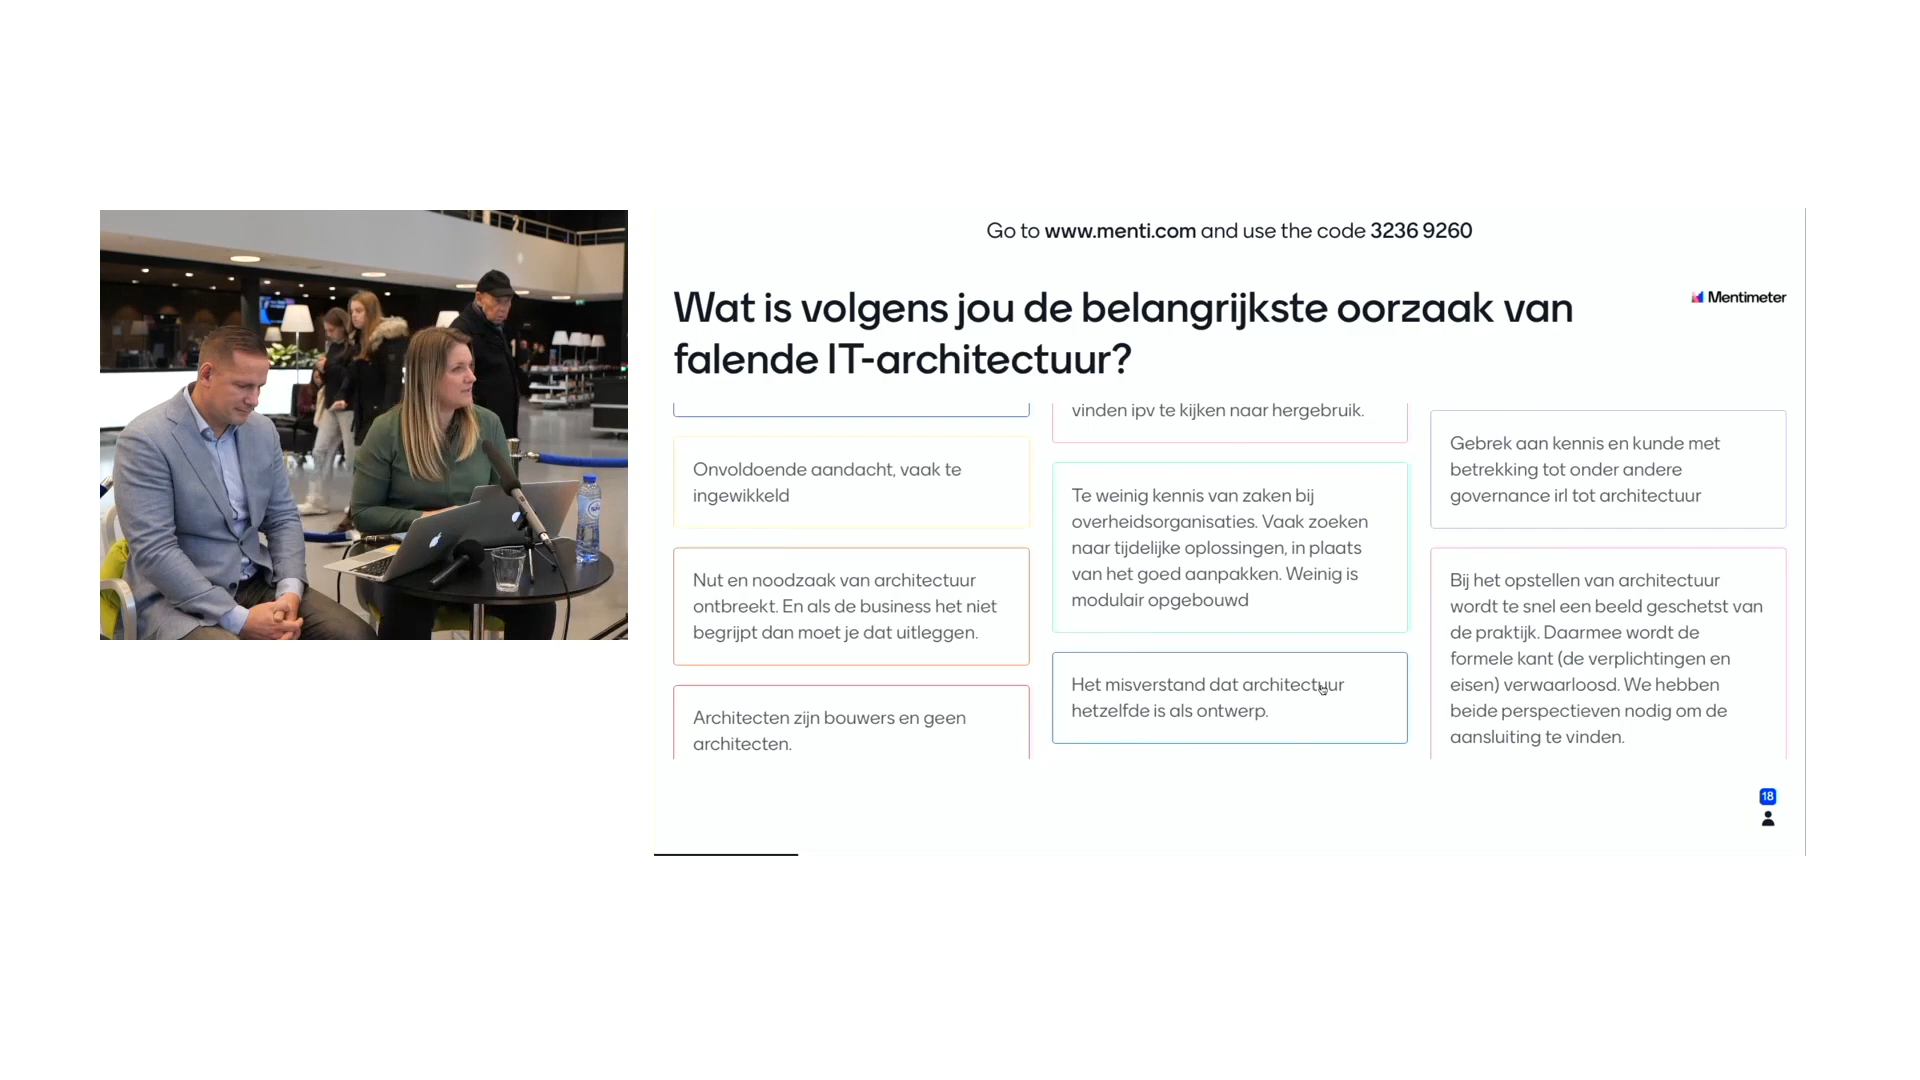 Go to www.menti.com and use the code 3236 9260
Mentimeter
Wat is volgens jou de belangrijkste oorzaak van
falende IT-architectuur?
Onvoldoende aandacht, vaak te
ingewikkeld
Nut en noodzaak van architectuur
ontbreekt. En als de business het niet
begrijpt dan moet je dat uitleggen.
Architecten zijn bouwers en geen
architecten.
vinden ipv te kijken naar hergebruik.
Te weinig kennis van zaken bij
overheidsorganisaties. Vaak zoeken
naar tijdelijke oplossingen, in plaats
van het goed aanpakken. Weinig is
modulair opgebouwd
Het misverstand dat architectuur
hetzelfde is als ontwerp.
Gebrek aan kennis en kunde met
betrekking tot onder andere
governance irl tot architectuur
Bij het opstellen van architectuur
wordt te snel een beeld geschetst van
de praktijk. Daarmee wordt de
formele kant (de verplichtingen en
eisen) verwaarloosd. We hebben
beide perspectieven nodig om de
aansluiting te vinden.
18